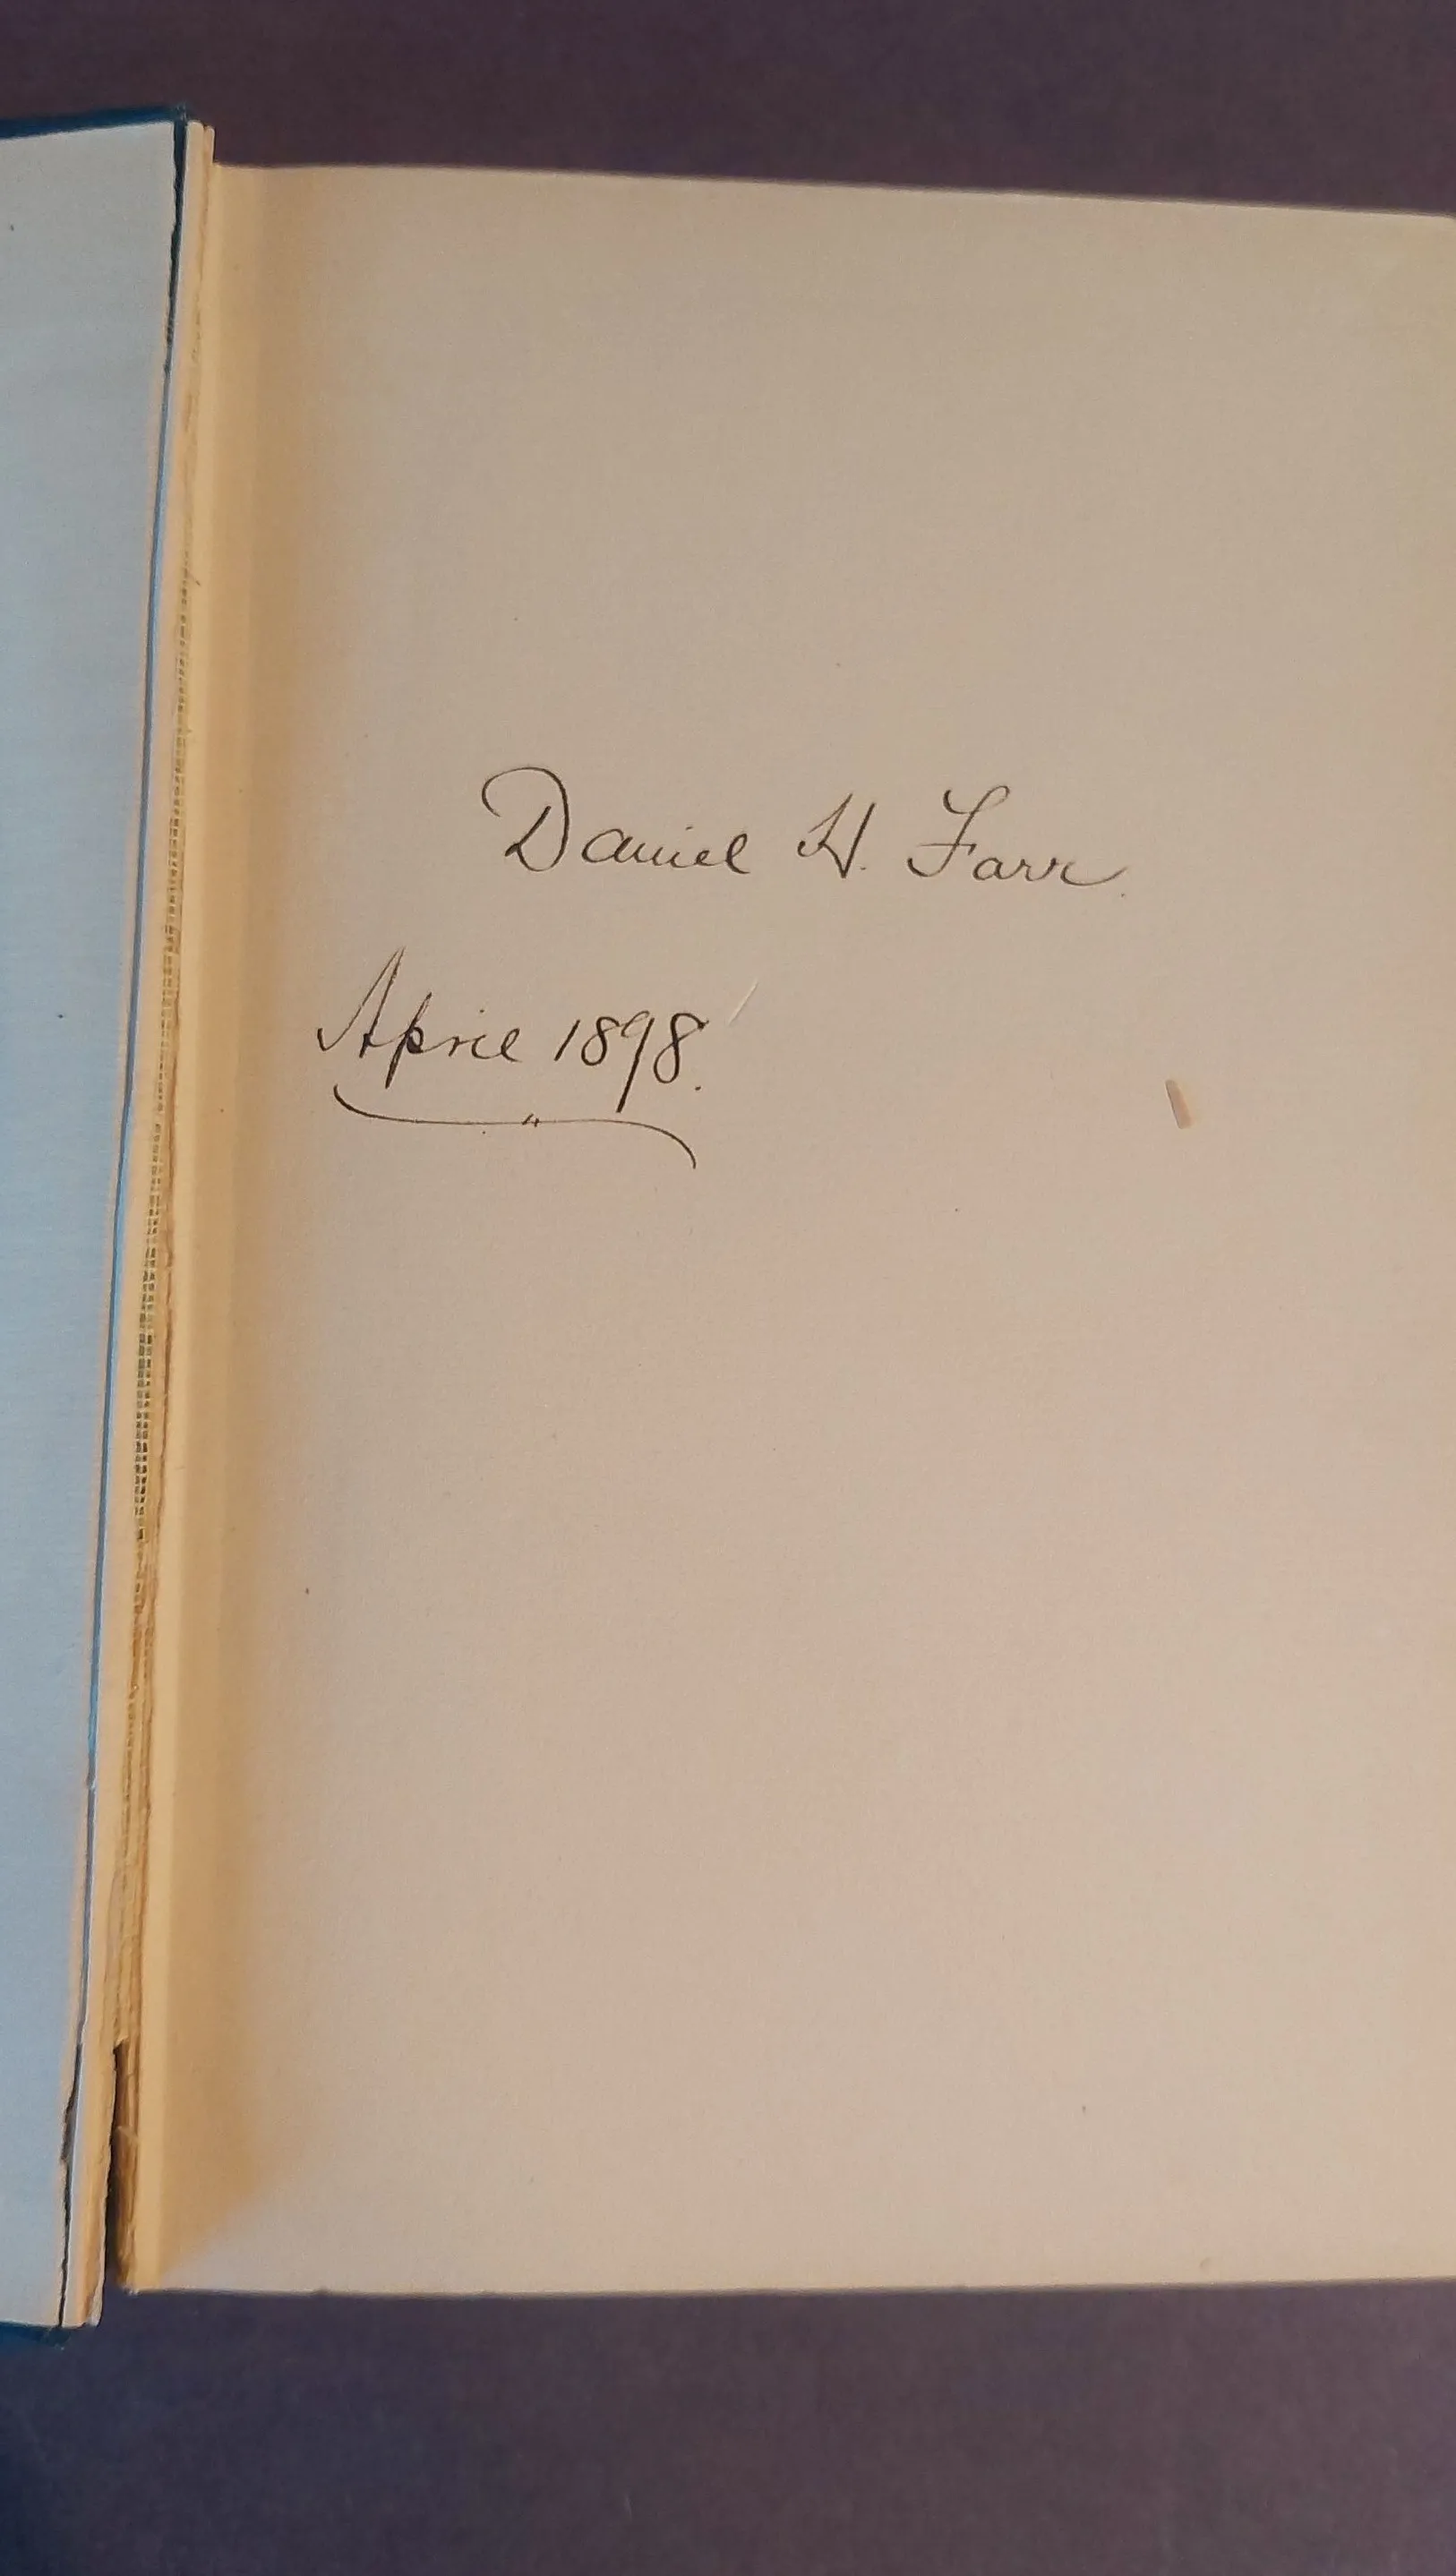 Daniel H. Farr.
April 1898.